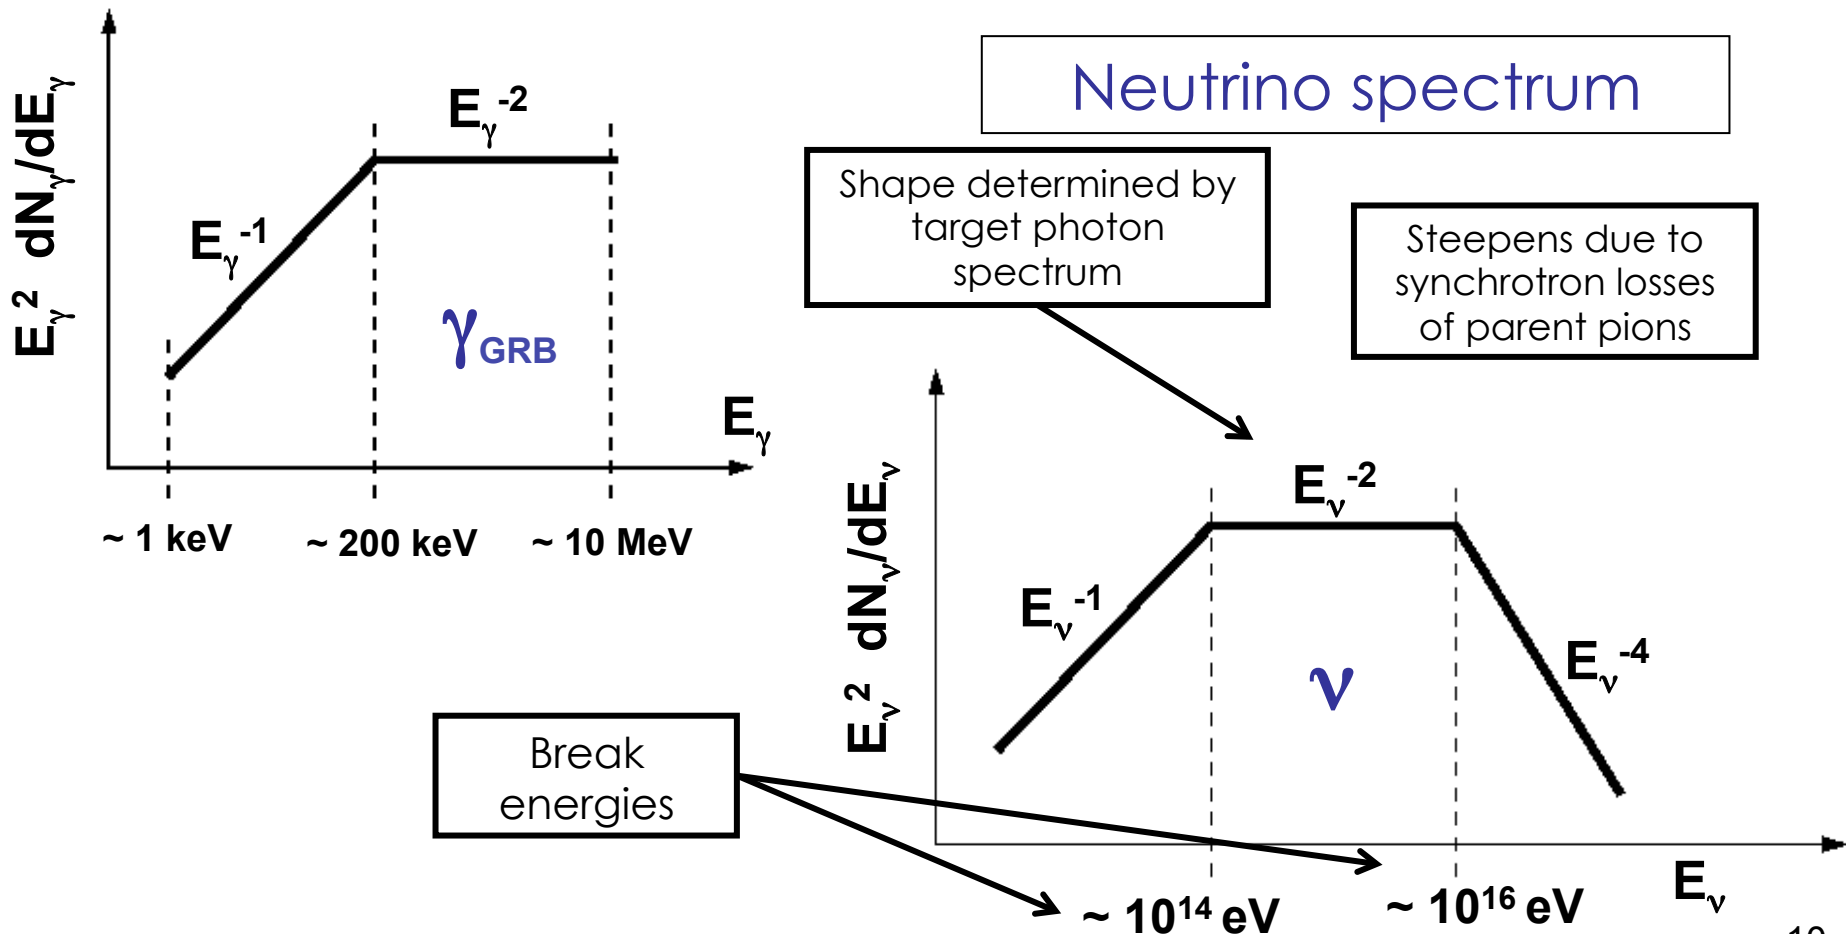 Neutrino spectrum
E_γ^2 dN_γ/dE_γ
E_γ^-1
E_γ^-2
γ_GRB
E_γ
~ 1 keV
~ 200 keV
~ 10 MeV
Shape determined by
target photon
spectrum
Steepens due to
synchrotron losses
of parent pions
E_ν^2 dN_ν/dE_ν
E_ν^-1
E_ν^-2
E_ν^-4
ν
Break
energies
E_ν
~ 10^14 eV
~ 10^16 eV